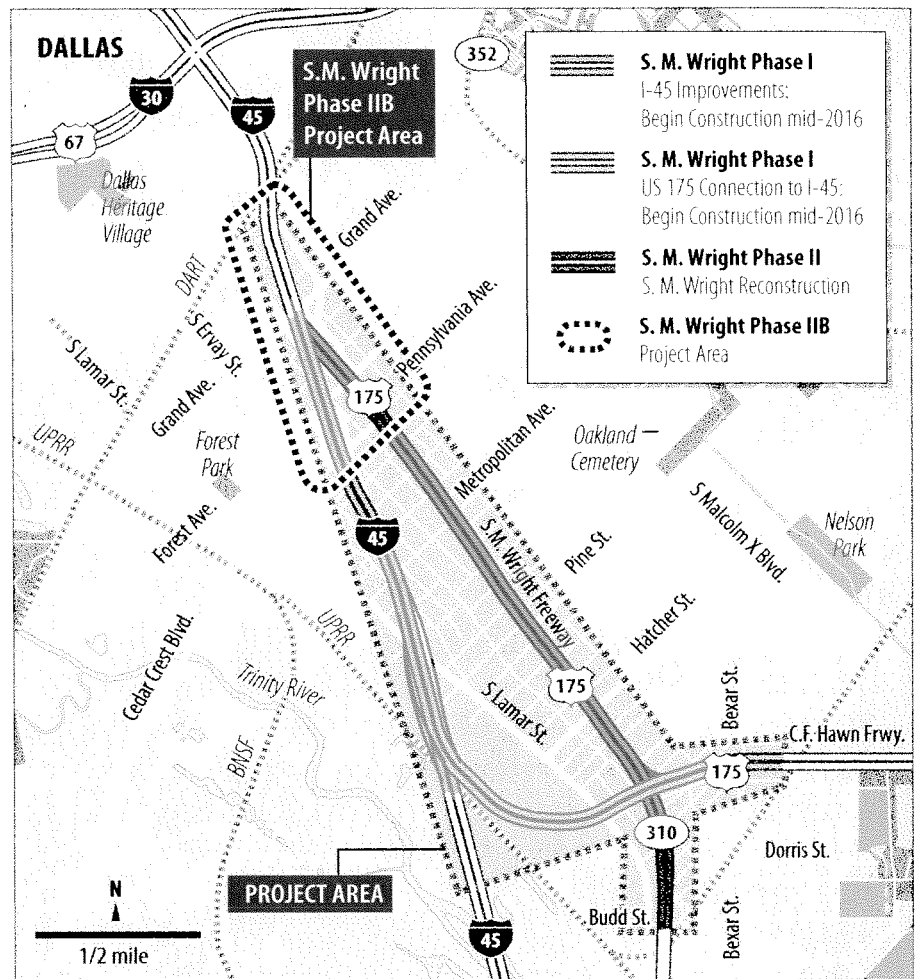 DALLAS
30
67
45
Dallas
Heritage
Village
S.M. Wright
Phase IIB
Project Area
352
S. M. Wright Phase I
I-45 Improvements:
Begin Construction mid-2016
S. M. Wright Phase I
US 175 Connection to I-45:
Begin Construction mid-2016
S. M. Wright Phase II
S. M. Wright Reconstruction
S. M. Wright Phase IIB
Project Area
Grand Ave.
DART
S Ervay St.
S Lamar St.
Grand Ave.
Pennsylvania Ave.
175
UPRR
Forest
Park
Metropolitan Ave.
Oakland
Cemetery
Forest Ave.
45
S.M. Wright Freeway
Pine St.
S Malcolm X Blvd.
Nelson
Park
Hatcher St.
UPRR
Cedar Crest Blvd.
Trinity River
175
S Lamar St.
Bexar St.
C.F. Hawn Frwy.
175
BNSF
310
Dorris St.
PROJECT AREA
Budd St.
Bexar St.
N
1/2 mile
45